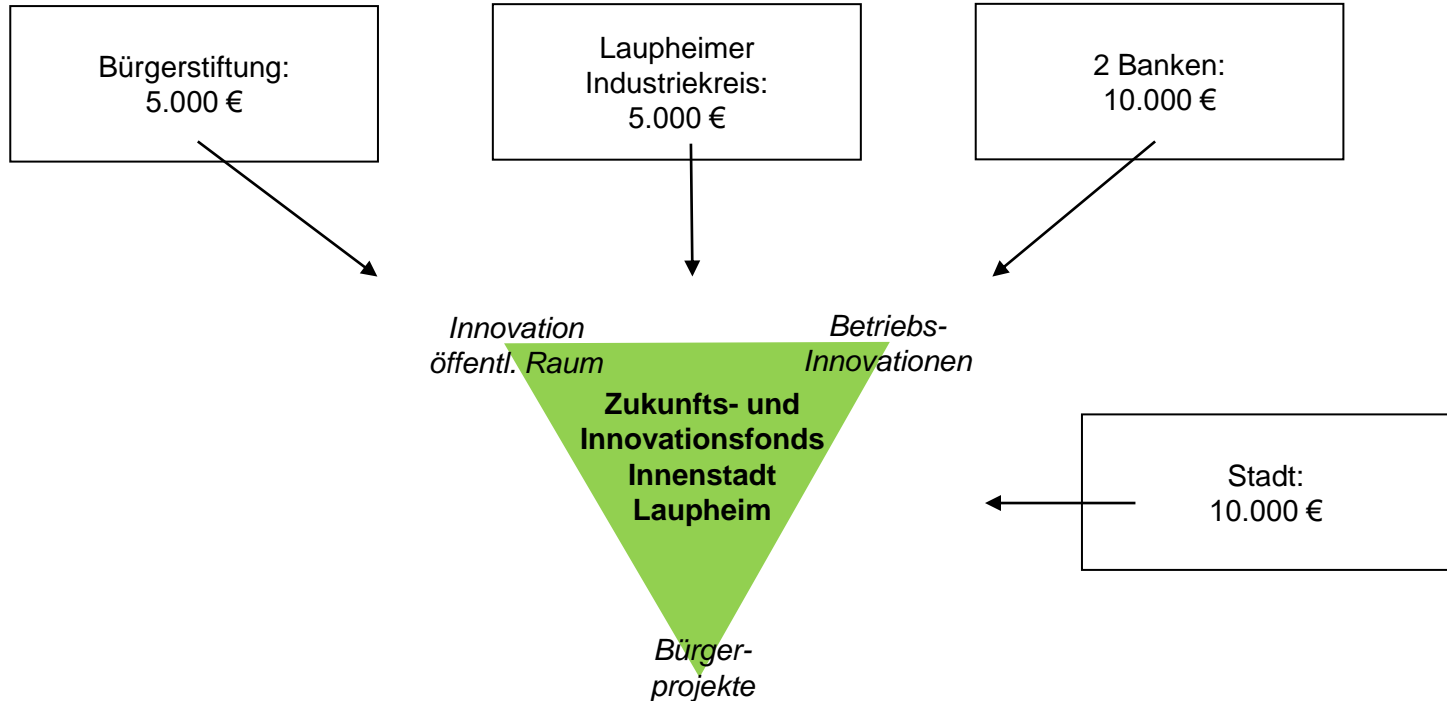 Bürgerstiftung:
5.000 €
Laupheimer
Industriekreis:
5.000 €
2 Banken:
10.000 €
Innovation
öffentl. Raum
Betriebs-
Innovationen
Zukunfts- und
Innovationsfonds
Innenstadt
Laupheim
Stadt:
10.000 €
Bürger-
projekte